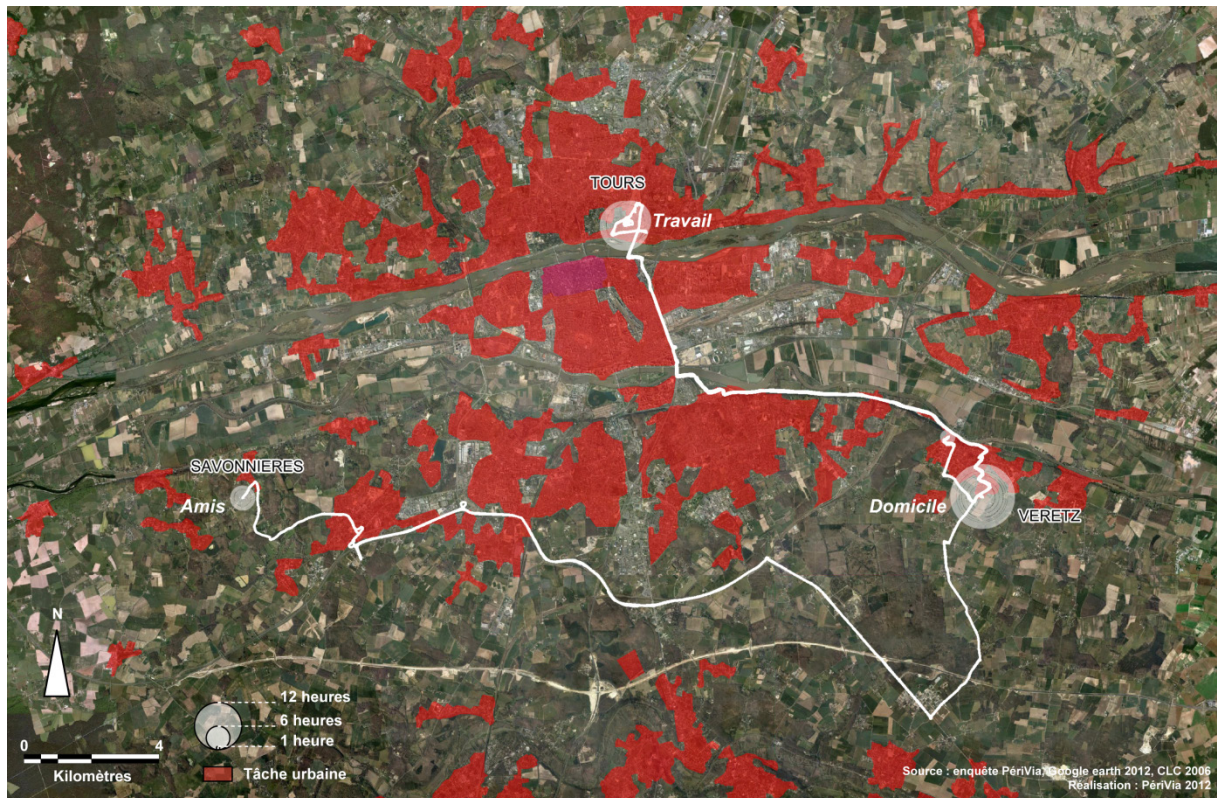 TOURS
Travail
SAVONNIERES
Amis
Domicile
VERETZ
N
12 heures
6 heures
1 heure
0 4
Kilomètres
Tâche urbaine
Source : enquête PériVia, Google earth 2012, CLC 2006
Réalisation : PériVia 2012